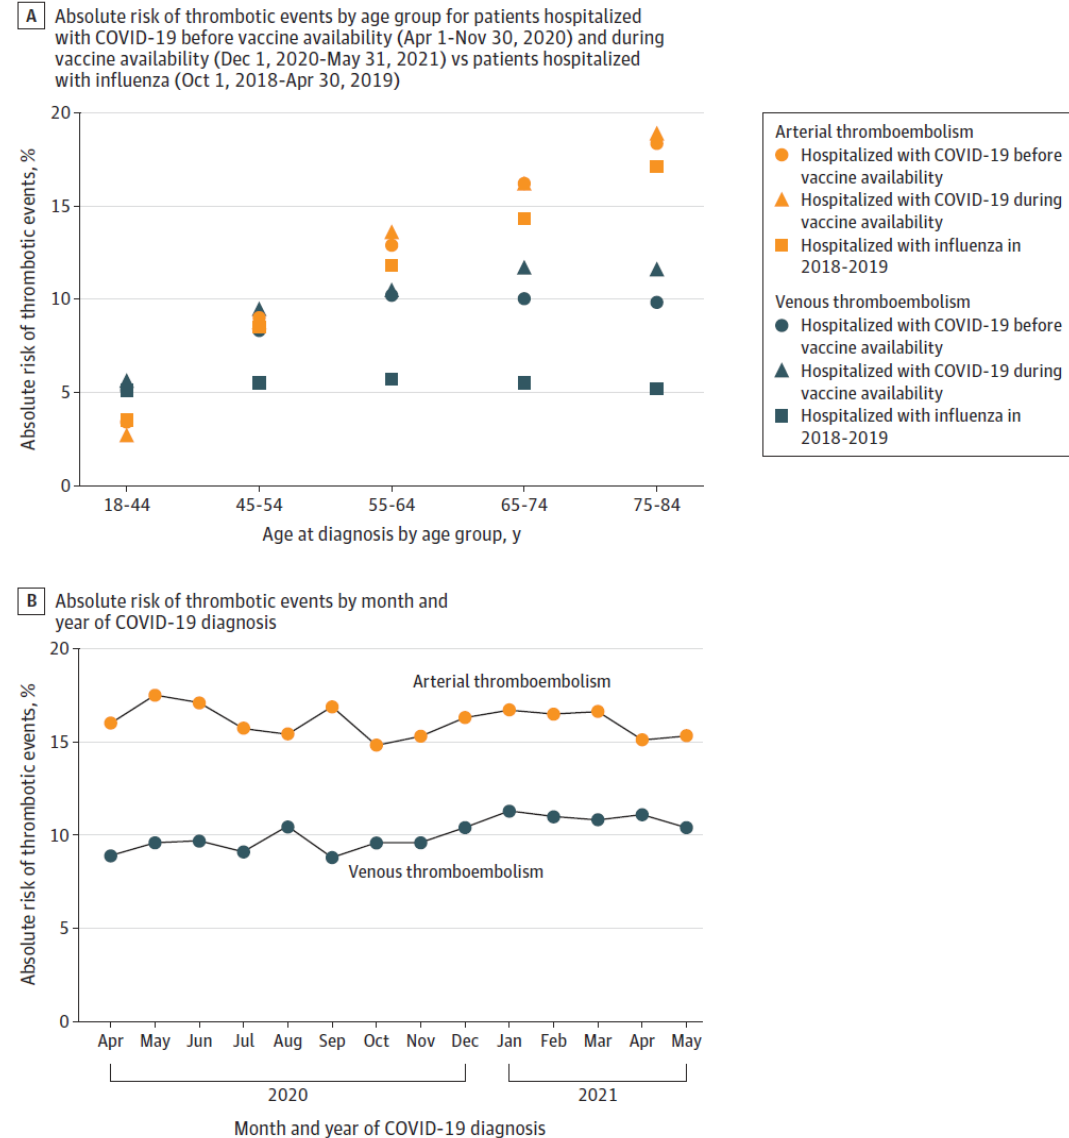 A Absolute risk of thrombotic events by age group for patients hospitalized
with COVID-19 before vaccine availability (Apr 1-Nov 30, 2020) and during
vaccine availability (Dec 1, 2020-May 31, 2021) vs patients hospitalized
with influenza (Oct 1, 2018-Apr 30, 2019)
Absolute risk of thrombotic events, %
20
15
10
5
0
18-44 45-54 55-64 65-74 75-84
Age at diagnosis by age group, y
Arterial thromboembolism
Hospitalized with COVID-19 before
vaccine availability
Hospitalized with COVID-19 during
vaccine availability
Hospitalized with influenza in
2018-2019
Venous thromboembolism
Hospitalized with COVID-19 before
vaccine availability
Hospitalized with COVID-19 during
vaccine availability
Hospitalized with influenza in
2018-2019
B Absolute risk of thrombotic events by month and
year of COVID-19 diagnosis
Absolute risk of thrombotic events, %
20
15
10
5
0
Arterial thromboembolism
Venous thromboembolism
Apr May Jun Jul Aug Sep Oct Nov Dec Jan Feb Mar Apr May
2020 2021
Month and year of COVID-19 diagnosis